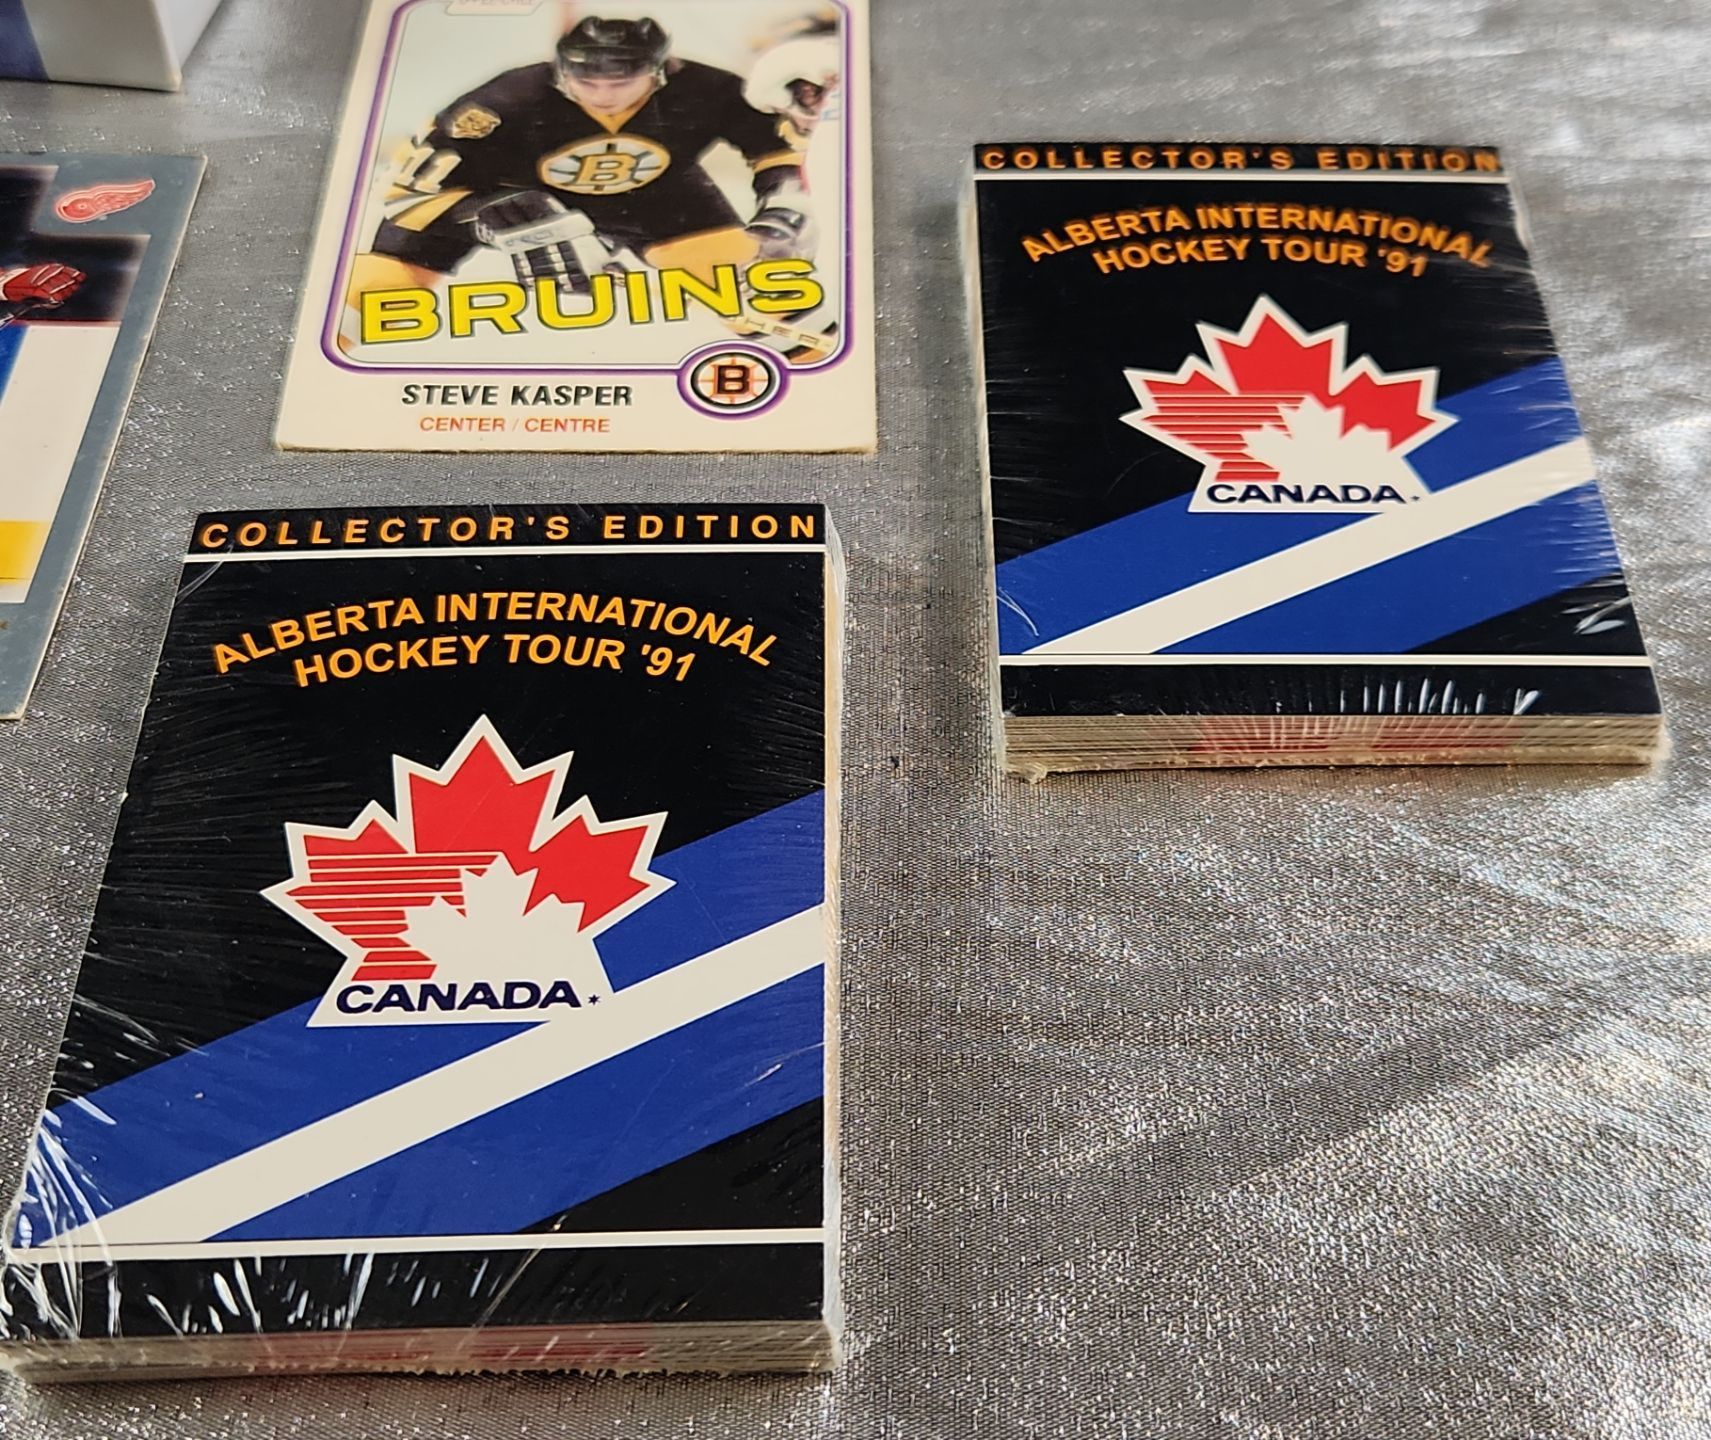 11
B
BRUINS
B
STEVE KASPER
CENTER / CENTRE
COLLECTOR'S EDITION
ALBERTA INTERNATIONAL
HOCKEY TOUR '91
CANADA
COLLECTOR'S EDITION
ALBERTA INTERNATIONAL
HOCKEY TOUR '91
CANADA